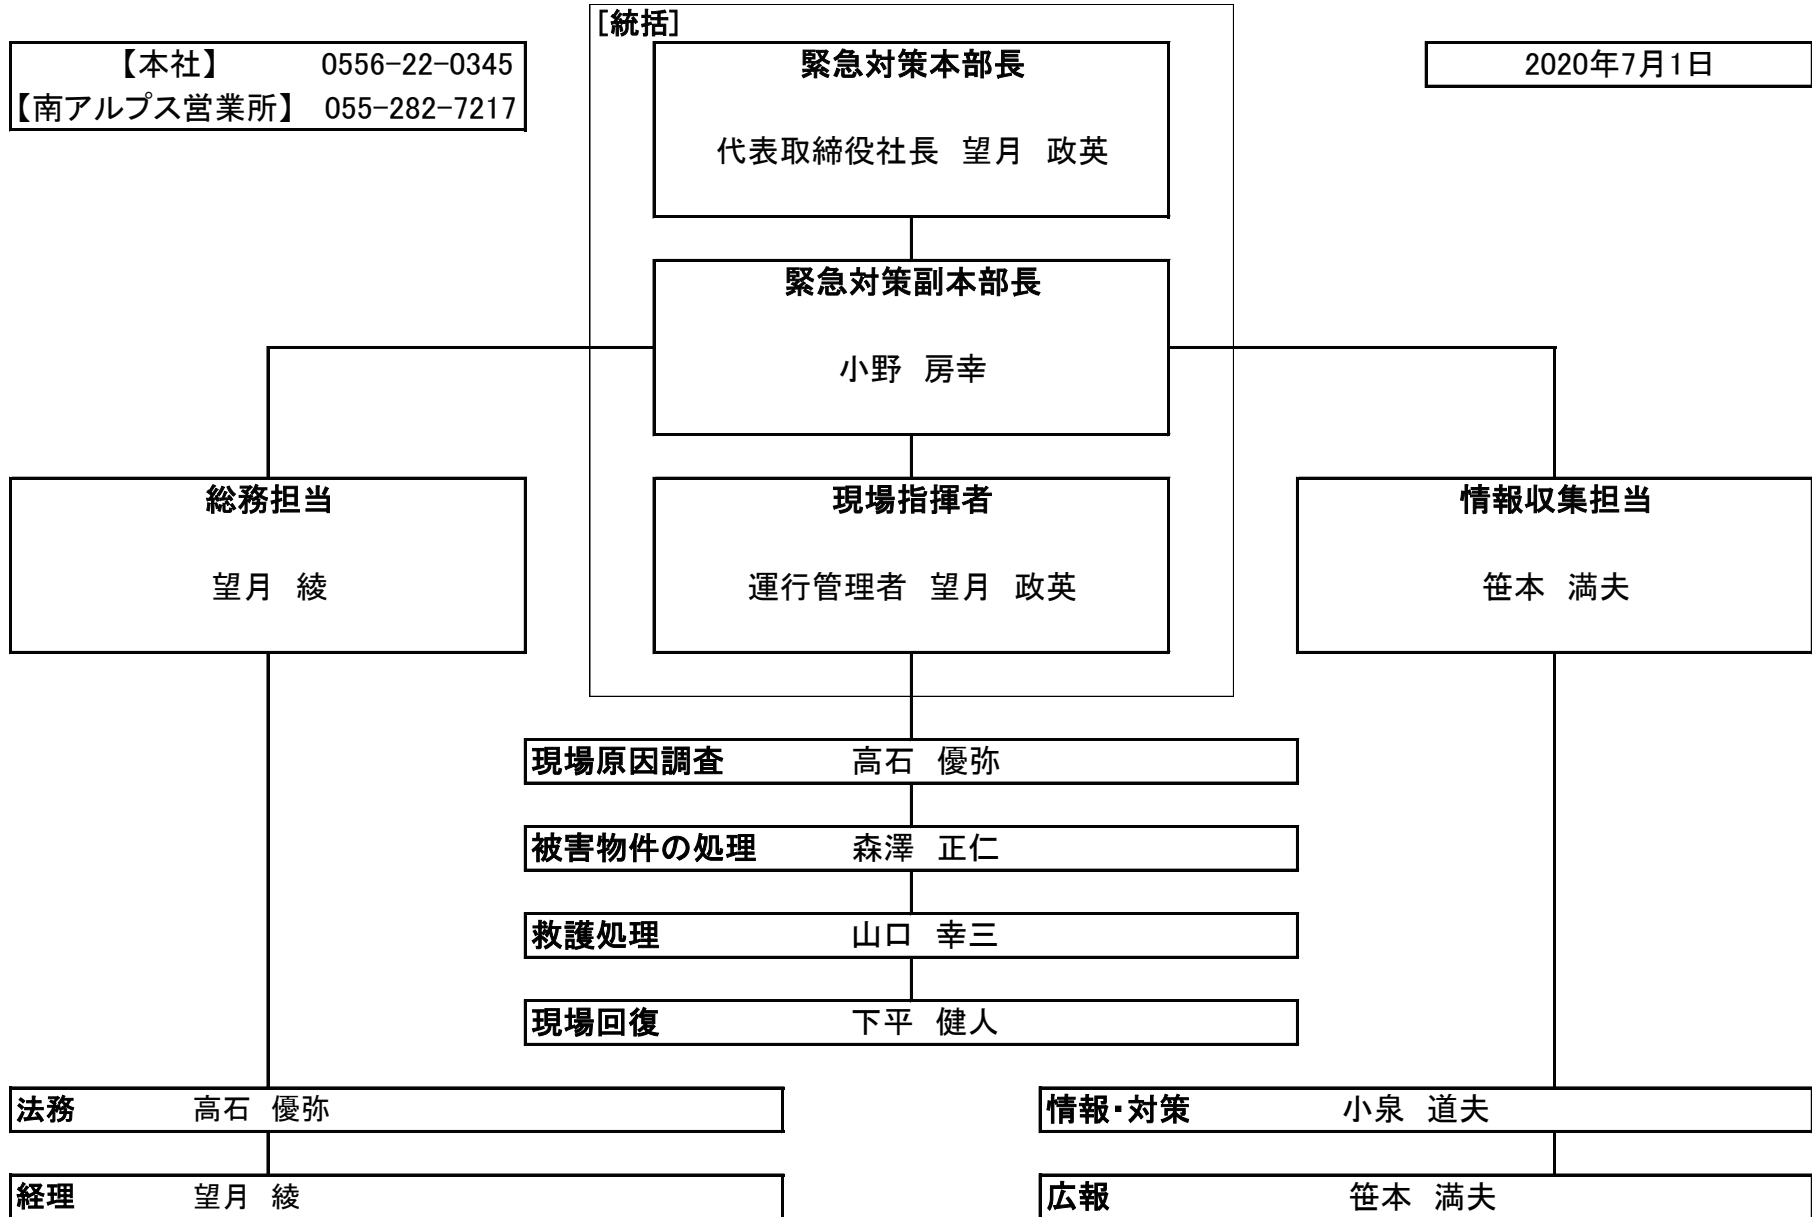 [統括]
【本社】 0556-22-0345
【南アルプス営業所】 055-282-7217
緊急対策本部長
代表取締役社長 望月 政英
2020年7月1日
緊急対策副本部長
小野 房幸
総務担当
望月 綾
現場指揮者
運行管理者 望月 政英
情報収集担当
笹本 満夫
現場原因調査 高石 優弥
被害物件の処理 森澤 正仁
救護処理 山口 幸三
現場回復 下平 健人
法務 高石 優弥
情報・対策 小泉 道夫
経理 望月 綾
広報 笹本 満夫